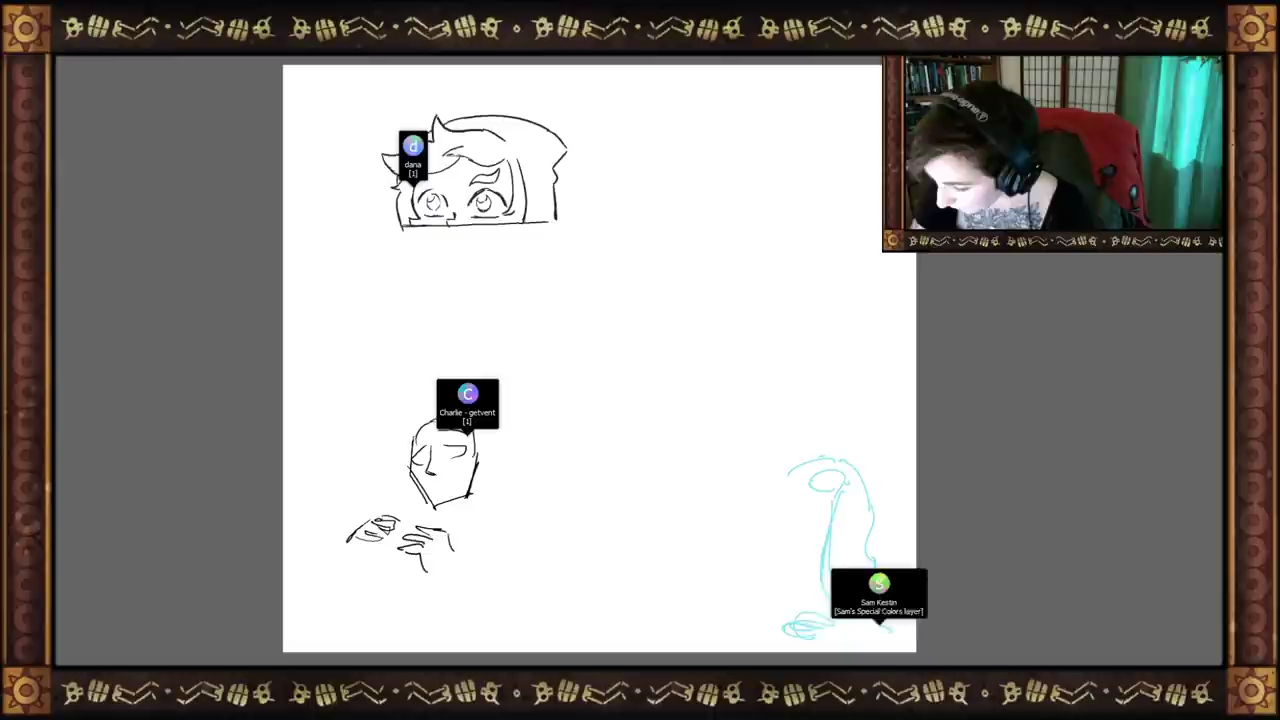 d
dana
[1]
C
Charlie - getvent
[1]
S
Sam Kestin
[Sam's Special Colors layer]